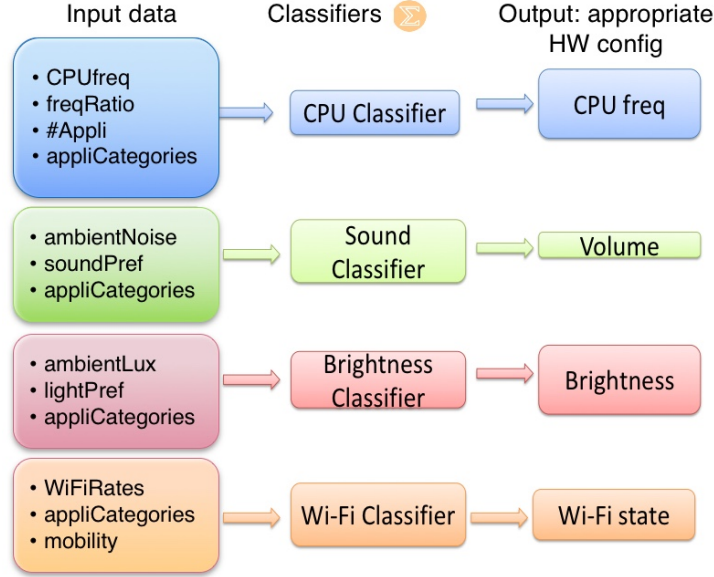 Input data
Classifiers Σ
Output: appropriate
HW config
• CPUfreq
• freqRatio
• #Appli
• appliCategories
CPU Classifier
CPU freq
• ambientNoise
• soundPref
• appliCategories
Sound
Classifier
Volume
• ambientLux
• lightPref
• appliCategories
Brightness
Classifier
Brightness
• WiFiRates
• appliCategories
• mobility
Wi-Fi Classifier
Wi-Fi state